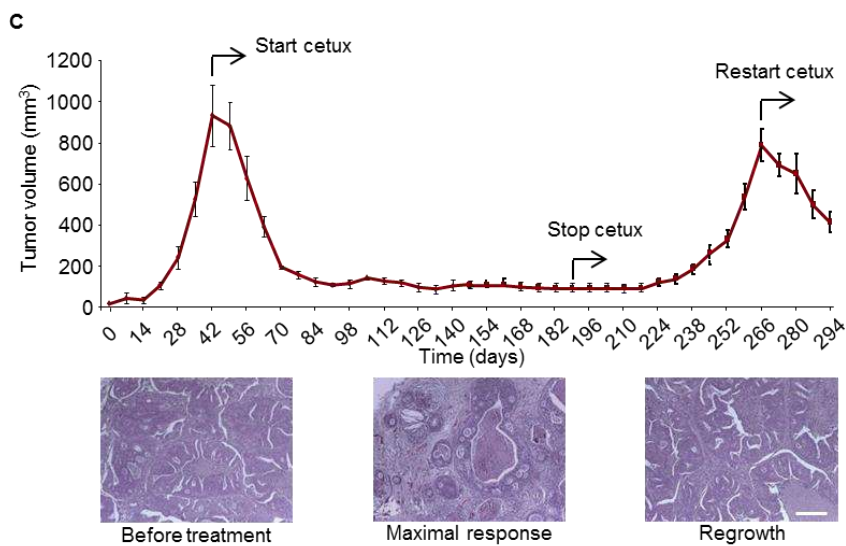 C
Start cetux
Restart cetux
Stop cetux
Tumor volume (mm³)
1200
1000
800
600
400
200
0
0 14 28 42 56 70 84 98 112 126 140 154 168 182 196 210 224 238 252 266 280 294
Time (days)
Before treatment
Maximal response
Regrowth